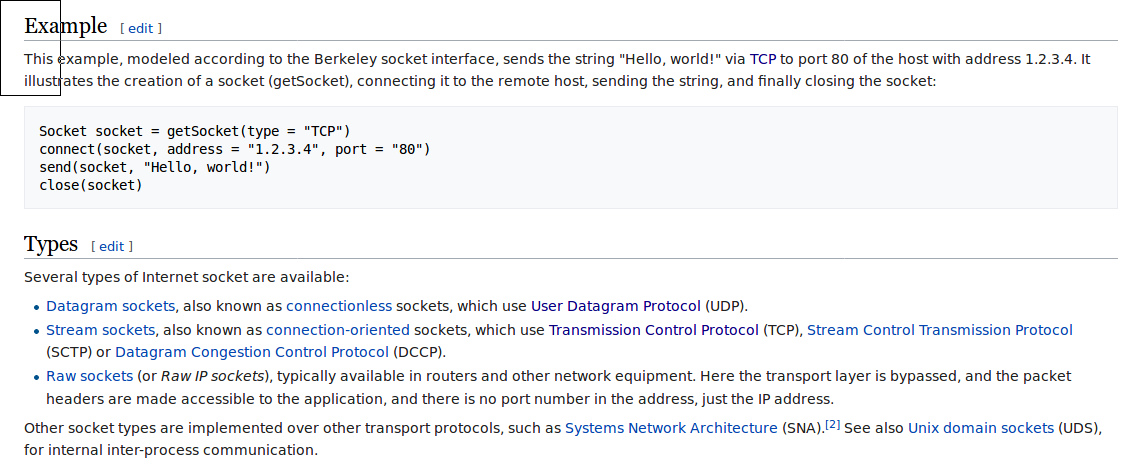 Example [ edit ]
This example, modeled according to the Berkeley socket interface, sends the string "Hello, world!" via TCP to port 80 of the host with address 1.2.3.4. It
illustrates the creation of a socket (getSocket), connecting it to the remote host, sending the string, and finally closing the socket:
Socket socket = getSocket(type = "TCP")
connect(socket, address = "1.2.3.4", port = "80")
send(socket, "Hello, world!")
close(socket)
Types [ edit ]
Several types of Internet socket are available:
• Datagram sockets, also known as connectionless sockets, which use User Datagram Protocol (UDP).
• Stream sockets, also known as connection-oriented sockets, which use Transmission Control Protocol (TCP), Stream Control Transmission Protocol
(SCTP) or Datagram Congestion Control Protocol (DCCP).
• Raw sockets (or Raw IP sockets), typically available in routers and other network equipment. Here the transport layer is bypassed, and the packet
headers are made accessible to the application, and there is no port number in the address, just the IP address.
Other socket types are implemented over other transport protocols, such as Systems Network Architecture (SNA).[2] See also Unix domain sockets (UDS),
for internal inter-process communication.